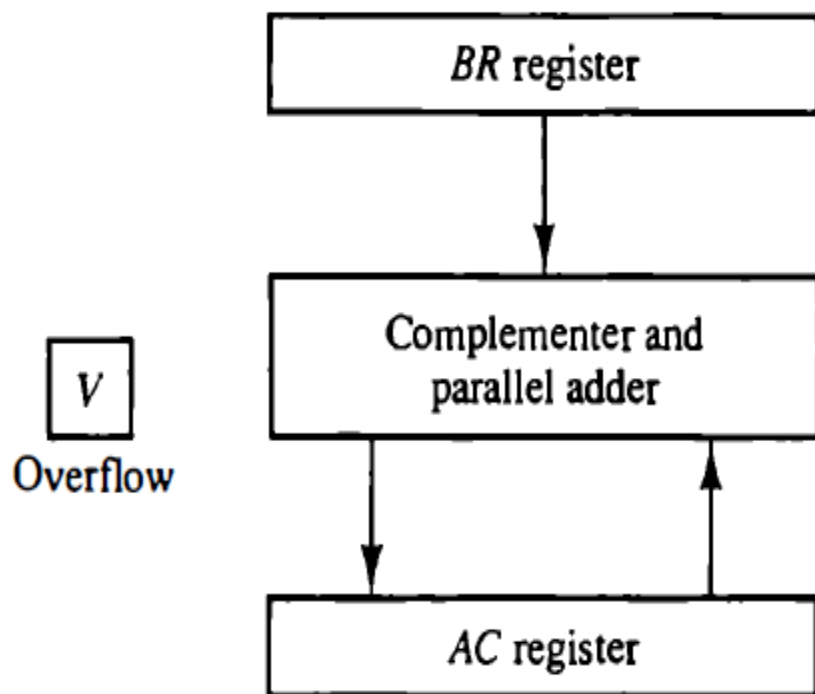 BR register
Complementer and
parallel adder
V
Overflow
AC register